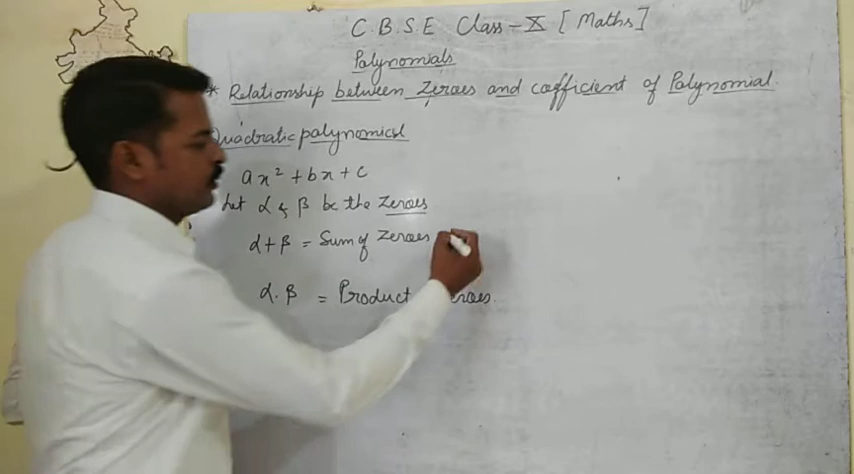 C.B.S.E Class - X [Maths]
Polynomials
* Relationship between Zeroes and coefficient of Polynomial.
Quadratic polynomial
ax² + bx + c
Let α & β be the Zeroes
α + β = Sum of Zeroes
α . β = Product